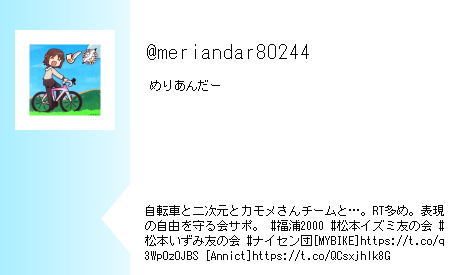 @meriandar80244
めりあんだー
自転車と二次元とカモメさんチームと…。RT多め。表現
の自由を守る会サポ。 #福浦2000 #松本イズミ友の会 #
松本いずみ友の会 #ナイセン団[MYBIKE]https://t.co/q
3WpOzOJBS [Annict]https://t.co/QCsxjhlk8G